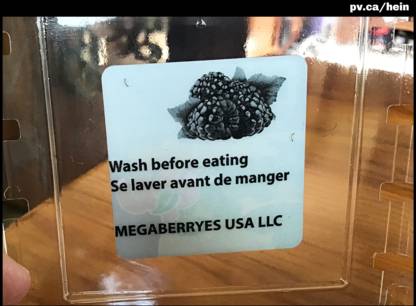 pv.ca/hein
Wash before eating
Se laver avant de manger
MEGABERRYES USA LLC